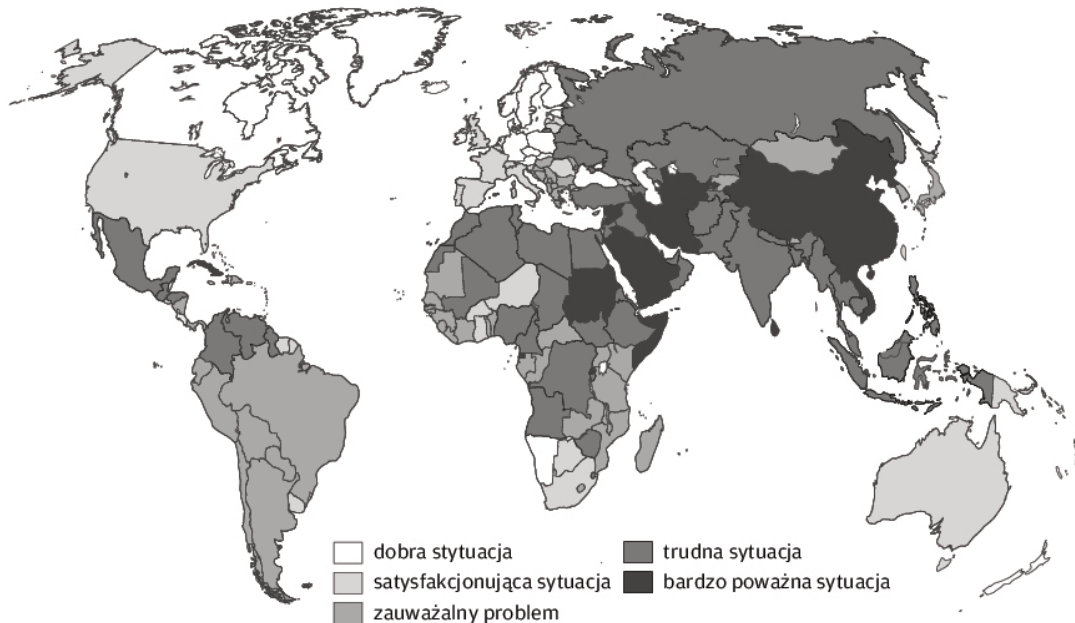 dobra stytuacja
satysfakcjonująca sytuacja
zauważalny problem
trudna sytuacja
bardzo poważna sytuacja